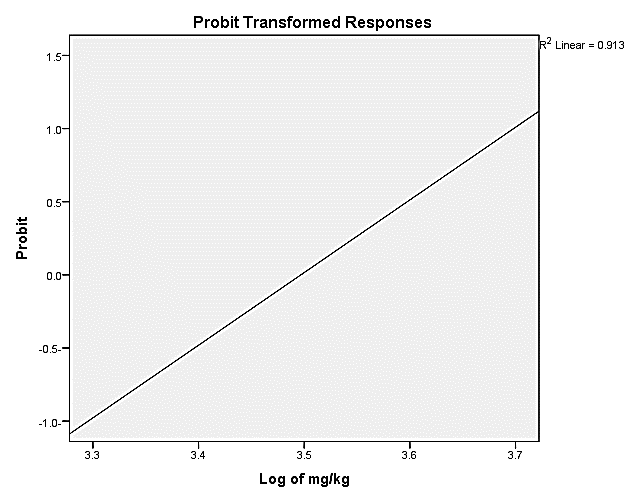 Probit Transformed Responses
R2 Linear = 0.913
1.5
1.0
0.5
0.0
-0.5
-1.0
Probit
3.3 3.4 3.5 3.6 3.7
Log of mg/kg